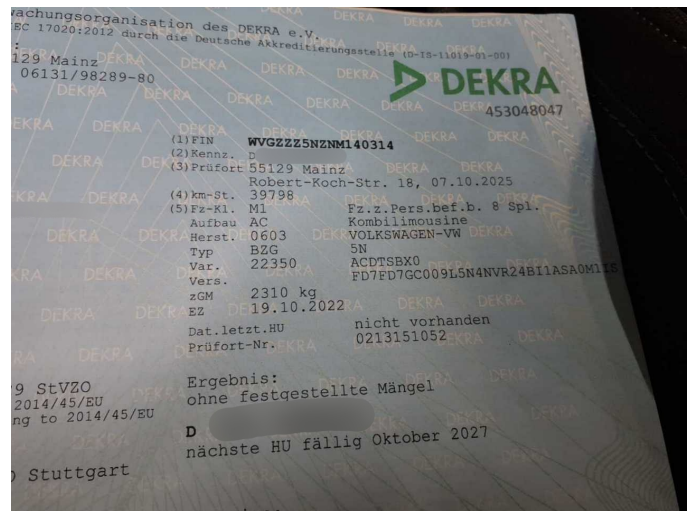 wachungsorganisation des DEKRA e.V.
EC 17020:2012 durch die Deutsche Akkreditierungsstelle (D-IS-11019-01-00)
129 Mainz
06131/98289-80
DEKRA
453048047
(1)FIN WVGZZZ5NZNM140314
(2)Kennz. D
(3)Prüfort 55129 Mainz
Robert-Koch-Str. 18, 07.10.2025
(4)km-St. 39798
(5)Fz-Kl. M1 Fz.z.Pers.bef.b. 8 Spl.
Aufbau AC Kombilimousine
Herst. 0603 VOLKSWAGEN-VW
Typ BZG 5N
Var. 22350 ACDTSBX0
Vers. FD7FD7GC009L5N4NVR24BI1ASA0M1IS
zGM 2310 kg
EZ 19.10.2022
Dat.letzt.HU nicht vorhanden
Prüfort-Nr. 0213151052
9 StVZO
2014/45/EU
ng to 2014/45/EU
Ergebnis:
ohne festgestellte Mängel
D
nächste HU fällig Oktober 2027
Stuttgart